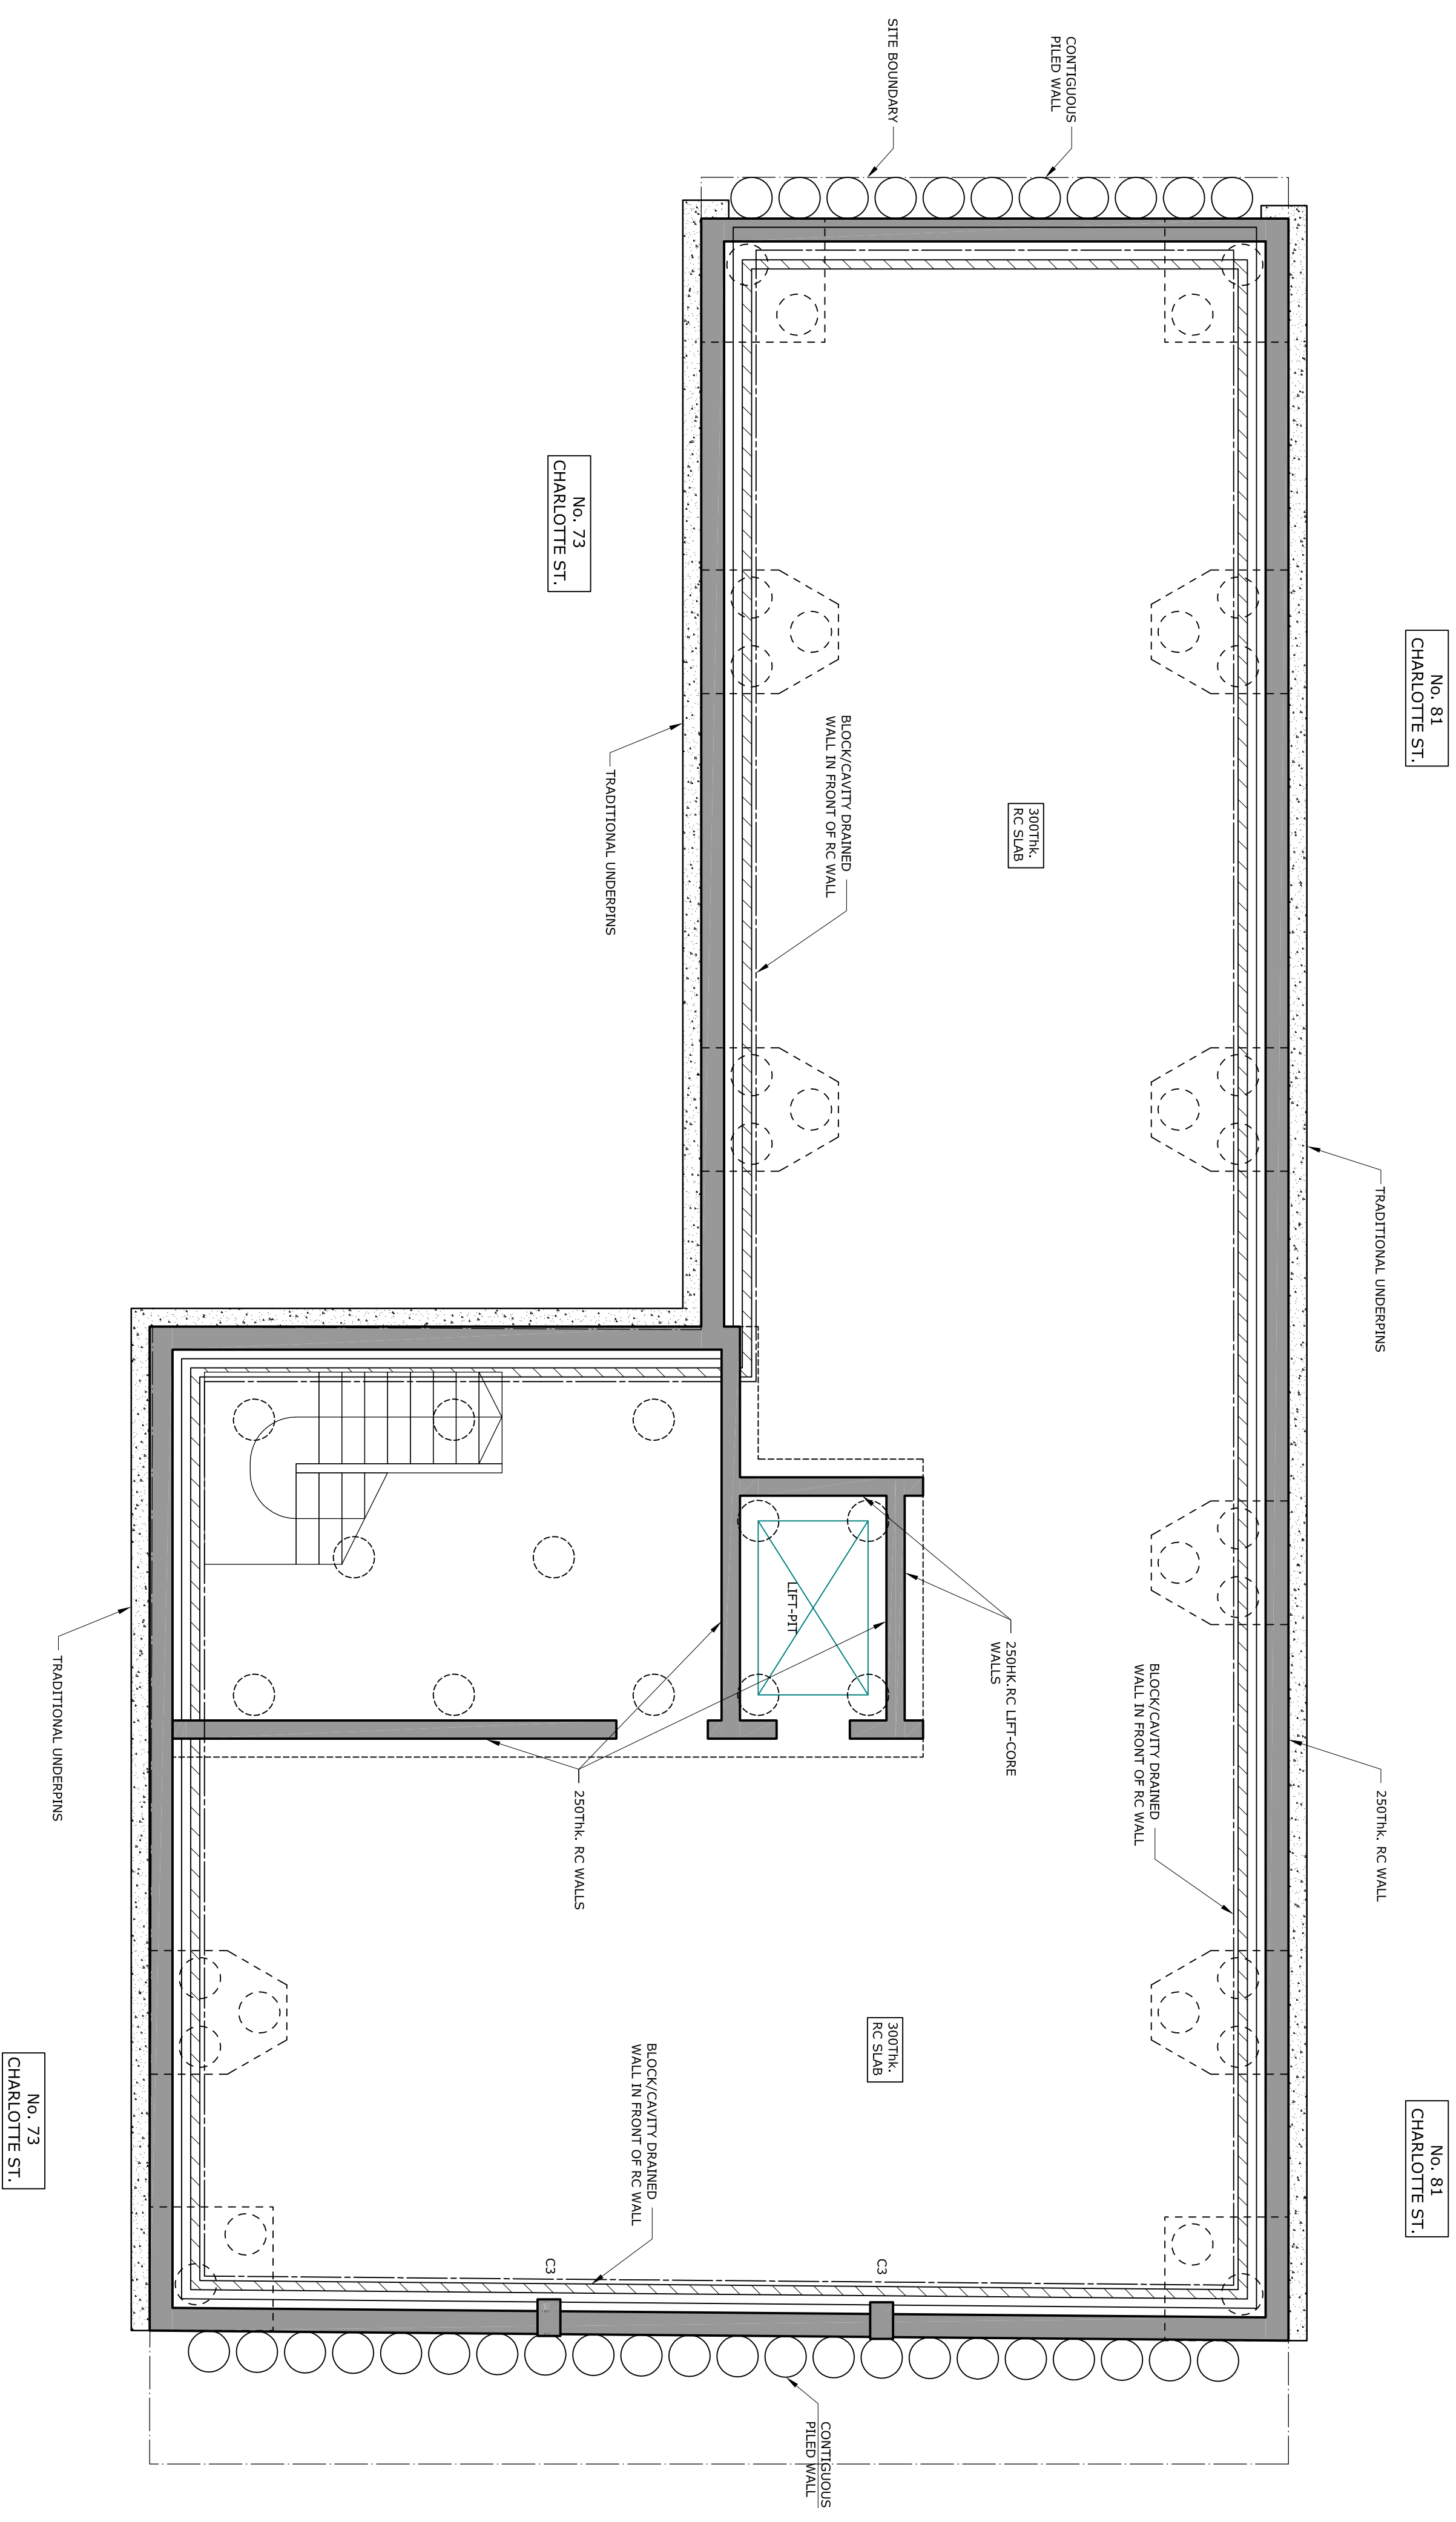 SITE BOUNDARY
CONTIGUOUS
PILED WALL
No. 73
CHARLOTTE ST.
No. 81
CHARLOTTE ST.
BLOCK/CAVITY DRAINED
WALL IN FRONT OF RC WALL
300Thk.
RC SLAB
TRADITIONAL UNDERPINS
TRADITIONAL UNDERPINS
LIFT-PIT
250HK.RC LIFT-CORE
WALLS
TRADITIONAL UNDERPINS
250Thk. RC WALLS
BLOCK/CAVITY DRAINED
WALL IN FRONT OF RC WALL
250Thk. RC WALL
300Thk.
RC SLAB
BLOCK/CAVITY DRAINED
WALL IN FRONT OF RC WALL
No. 73
CHARLOTTE ST.
No. 81
CHARLOTTE ST.
C3
C3
CONTIGUOUS
PILED WALL